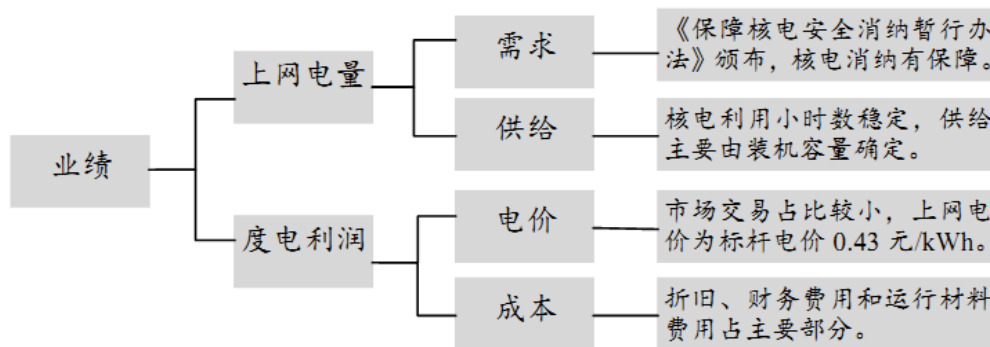 业绩
上网电量
度电利润
需求
供给
电价
成本
《保障核电安全消纳暂行办
法》颁布，核电消纳有保障。
核电利用小时数稳定，供给
主要由装机容量确定。
市场交易占比较小，上网电
价为标杆电价 0.43 元/kWh。
折旧、财务费用和运行材料
费用占主要部分。